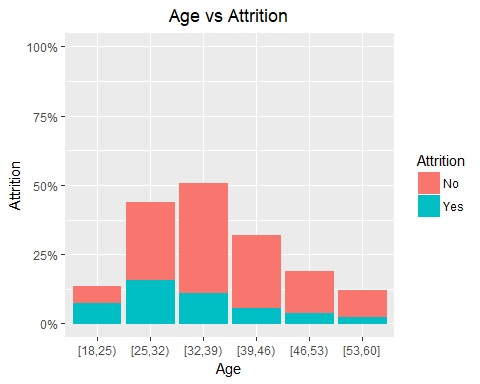 Age vs Attrition
100%
75%
50%
25%
0%
Attrition
[18,25) [25,32) [32,39) [39,46) [46,53) [53,60]
Age
Attrition
No
Yes